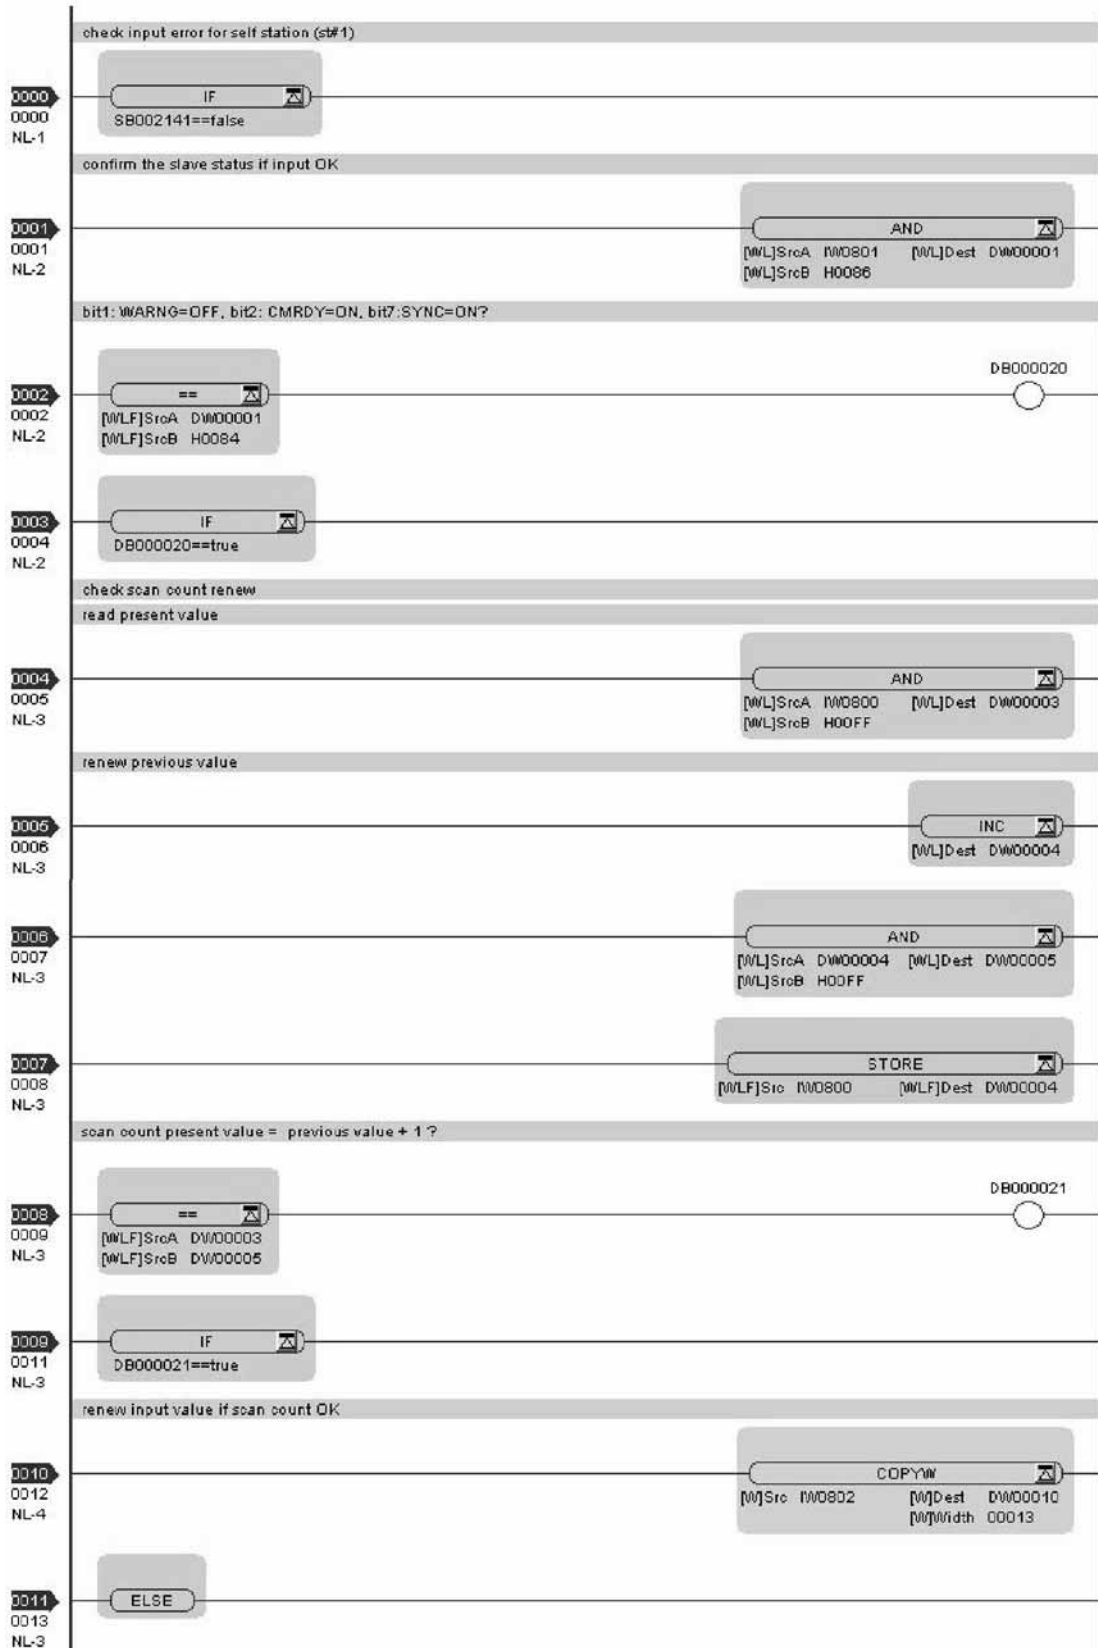 check input error for self station (st#1)
0000
0000
NL-1
IF
SB002141==false
confirm the slave status if input OK
0001
0001
NL-2
AND
[WL]SrcA IW0801 [WL]Dest DW00001
[WL]SrcB H0086
bit1: WARNG=OFF, bit2: CMRDY=ON, bit7:SYNC=ON?
0002
0002
NL-2
==
[WLF]SrcA DW00001
[WLF]SrcB H0084
DB000020
0003
0004
NL-2
IF
DB000020==true
check scan count renew
read present value
0004
0005
NL-3
AND
[WL]SrcA IW0800 [WL]Dest DW00003
[WL]SrcB H00FF
renew previous value
0005
0006
NL-3
INC
[WL]Dest DW00004
0006
0007
NL-3
AND
[WL]SrcA DW00004 [WL]Dest DW00005
[WL]SrcB H00FF
0007
0008
NL-3
STORE
[WLF]Src IW0800 [WLF]Dest DW00004
scan count present value = previous value + 1 ?
0008
0009
NL-3
==
[WLF]SrcA DW00003
[WLF]SrcB DW00005
DB000021
0009
0011
NL-3
IF
DB000021==true
renew input value if scan count OK
0010
0012
NL-4
COPYW
[W]Src IW0802 [W]Dest DW00010
[W]Width 00013
0011
0013
NL-3
ELSE